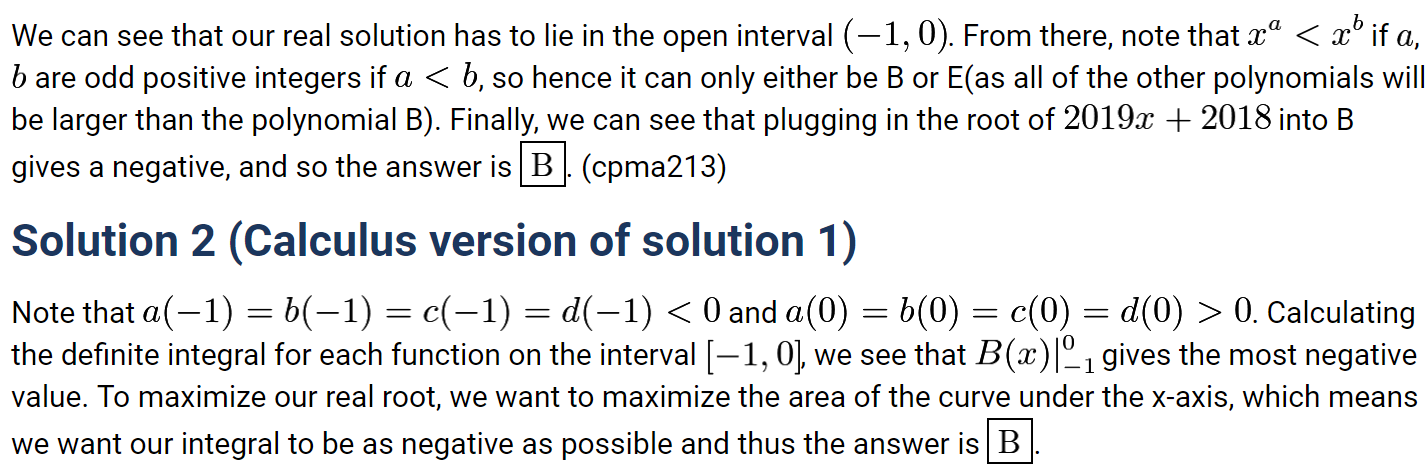 We can see that our real solution has to lie in the open interval (−1, 0). From there, note that xᵃ < xᵇ if a,
b are odd positive integers if a < b, so hence it can only either be B or E(as all of the other polynomials will
be larger than the polynomial B). Finally, we can see that plugging in the root of 2019x + 2018 into B
gives a negative, and so the answer is B. (cpma213)
Solution 2 (Calculus version of solution 1)
Note that a(−1) = b(−1) = c(−1) = d(−1) < 0 and a(0) = b(0) = c(0) = d(0) > 0. Calculating
the definite integral for each function on the interval [−1, 0], we see that B(x)|⁰₋₁ gives the most negative
value. To maximize our real root, we want to maximize the area of the curve under the x-axis, which means
we want our integral to be as negative as possible and thus the answer is B.